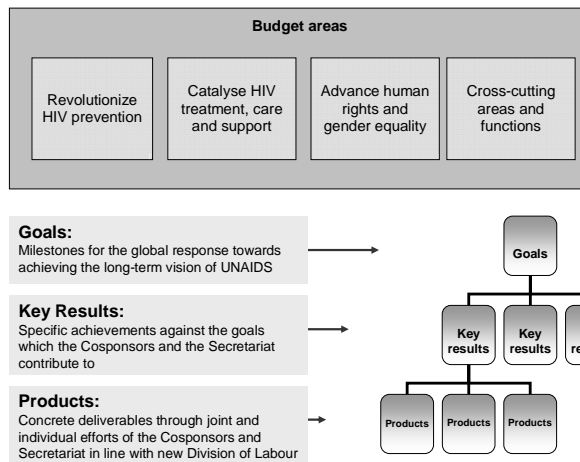 Budget areas
Revolutionize
HIV prevention
Catalyse HIV
treatment, care
and support
Advance human
rights and
gender equality
Cross-cutting
areas and
functions
Goals:
Milestones for the global response towards
achieving the long-term vision of UNAIDS
Goals
Key Results:
Specific achievements against the goals
which the Cosponsors and the Secretariat
contribute to
Key
results
Key
results
Products:
Concrete deliverables through joint and
individual efforts of the Cosponsors and
Secretariat in line with new Division of Labour
Products
Products
Products